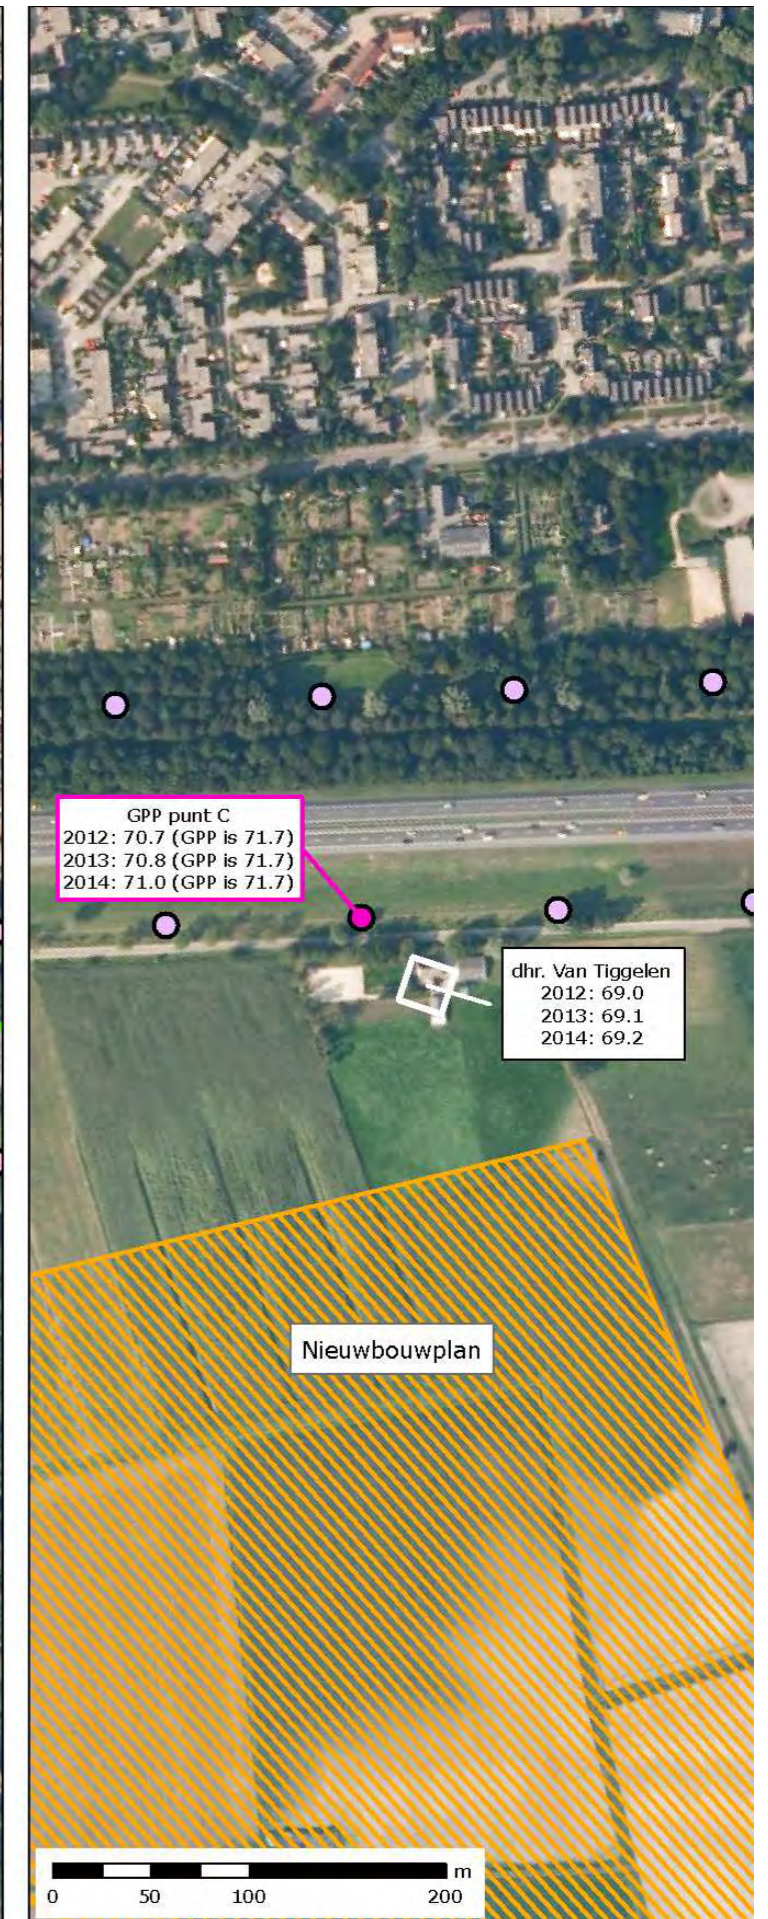 GPP punt C
2012: 70.7 (GPP is 71.7)
2013: 70.8 (GPP is 71.7)
2014: 71.0 (GPP is 71.7)
dhr. Van Tiggelen
2012: 69.0
2013: 69.1
2014: 69.2
Nieuwbouwplan
m
0 50 100 200